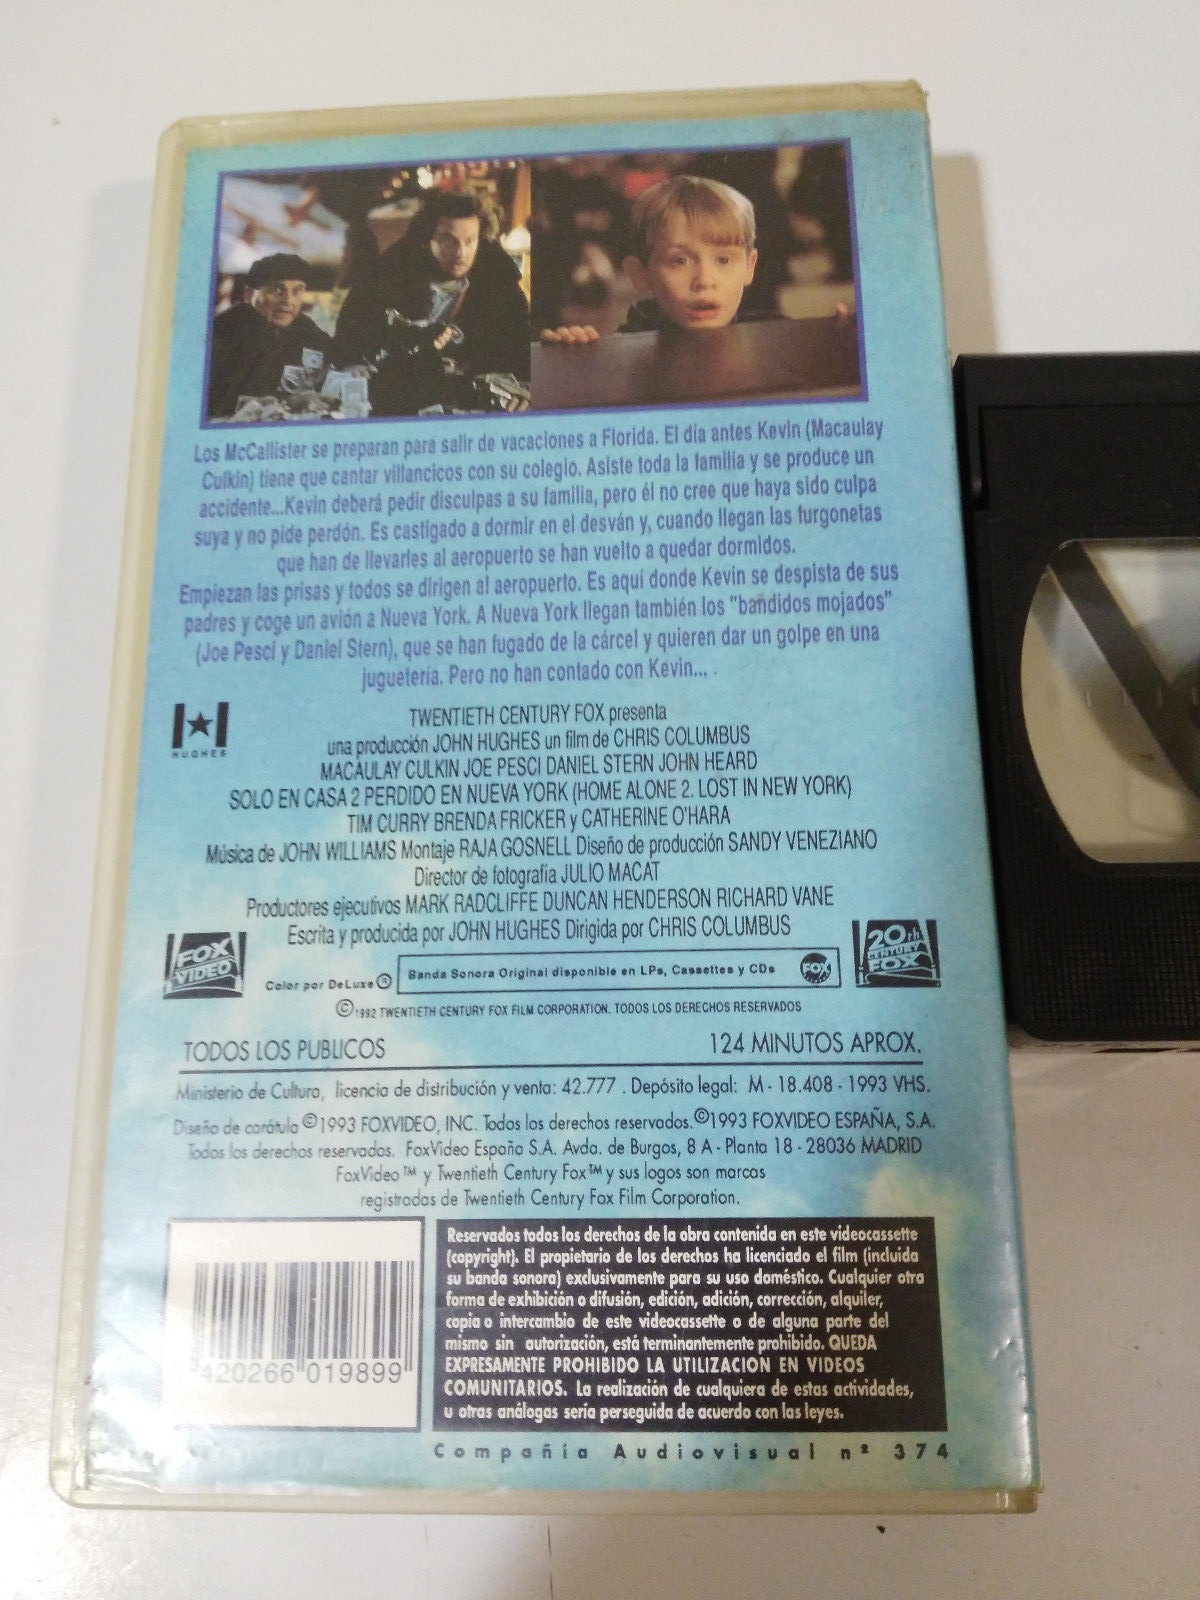 Los McCallister se preparan para salir de vacaciones a Florida. El día antes Kevin (Macaulay
Culkin) tiene que cantar villancicos con su colegio. Asiste toda la familia y se produce un
accidente...Kevin deberá pedir disculpas a su familia, pero él no cree que haya sido culpa
suya y no pide perdón. Es castigado a dormir en el desván y, cuando llegan las furgonetas
que han de llevarles al aeropuerto se han vuelto a quedar dormidos.
Empiezan las prisas y todos se dirigen al aeropuerto. Es aquí donde Kevin se despista de sus
padres y coge un avión a Nueva York. A Nueva York llegan también los "bandidos mojados"
(Joe Pesci y Daniel Stern), que se han fugado de la cárcel y quieren dar un golpe en una
juguetería. Pero no han contado con Kevin... .
HUGHES
TWENTIETH CENTURY FOX presenta
una producción JOHN HUGHES un film de CHRIS COLUMBUS
MACAULAY CULKIN JOE PESCI DANIEL STERN JOHN HEARD
SOLO EN CASA 2 PERDIDO EN NUEVA YORK (HOME ALONE 2. LOST IN NEW YORK)
TIM CURRY BRENDA FRICKER y CATHERINE O'HARA
Música de JOHN WILLIAMS Montaje RAJA GOSNELL Diseño de producción SANDY VENEZIANO
Director de fotografía JULIO MACAT
Productores ejecutivos MARK RADCLIFFE DUNCAN HENDERSON RICHARD VANE
Escrita y producida por JOHN HUGHES Dirigida por CHRIS COLUMBUS
FOX VIDEO
Color por DeLuxe®
Banda Sonora Original disponible en LPs, Cassettes y CDs
FOX
20th CENTURY FOX
©1992 TWENTIETH CENTURY FOX FILM CORPORATION. TODOS LOS DERECHOS RESERVADOS
TODOS LOS PUBLICOS 124 MINUTOS APROX.
Ministerio de Cultura, licencia de distribución y venta: 42.777 . Depósito legal: M - 18.408 - 1993 VHS.
Diseño de carátula ©1993 FOXVIDEO, INC. Todos los derechos reservados.©1993 FOXVIDEO ESPAÑA, S.A.
Todos los derechos reservados. FoxVideo España S.A. Avda. de Burgos, 8 A - Planta 18 - 28036 MADRID
FoxVideo™ y Twentieth Century Fox™ y sus logos son marcas
registradas de Twentieth Century Fox Film Corporation.
420266 019899
Reservados todos los derechos de la obra contenida en este videocassette
(copyright). El propietario de los derechos ha licenciado el film (incluida
su banda sonora) exclusivamente para su uso doméstico. Cualquier otra
forma de exhibición o difusión, edición, adición, corrección, alquiler,
copia o intercambio de este videocassette o de alguna parte del
mismo sin autorización, está terminantemente prohibido. QUEDA
EXPRESAMENTE PROHIBIDO LA UTILIZACION EN VIDEOS
COMUNITARIOS. La realización de cualquiera de estas actividades,
u otras análogas sería perseguida de acuerdo con las leyes.
Compañía Audiovisual nº 374